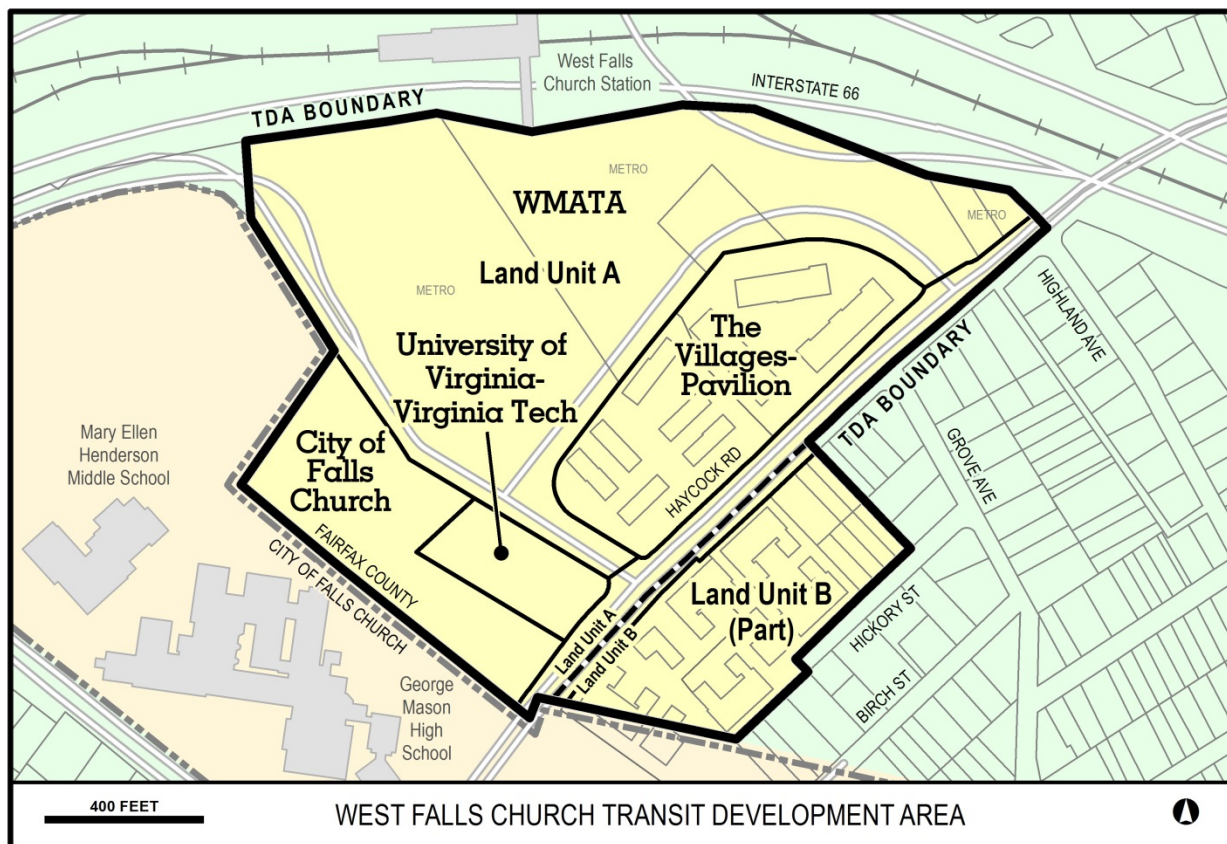 West Falls
Church Station
INTERSTATE 66
TDA BOUNDARY
METRO
WMATA
METRO
Land Unit A
METRO
HIGHLAND AVE
University of
Virginia-
Virginia Tech
The
Villages-
Pavilion
TDA BOUNDARY
GROVE AVE
Mary Ellen
Henderson
Middle School
City of
Falls
Church
HAYCOCK RD
FAIRFAX COUNTY
CITY OF FALLS CHURCH
Land Unit A
Land Unit B
Land Unit B
(Part)
HICKORY ST
BIRCH ST
George
Mason
High
School
400 FEET
WEST FALLS CHURCH TRANSIT DEVELOPMENT AREA